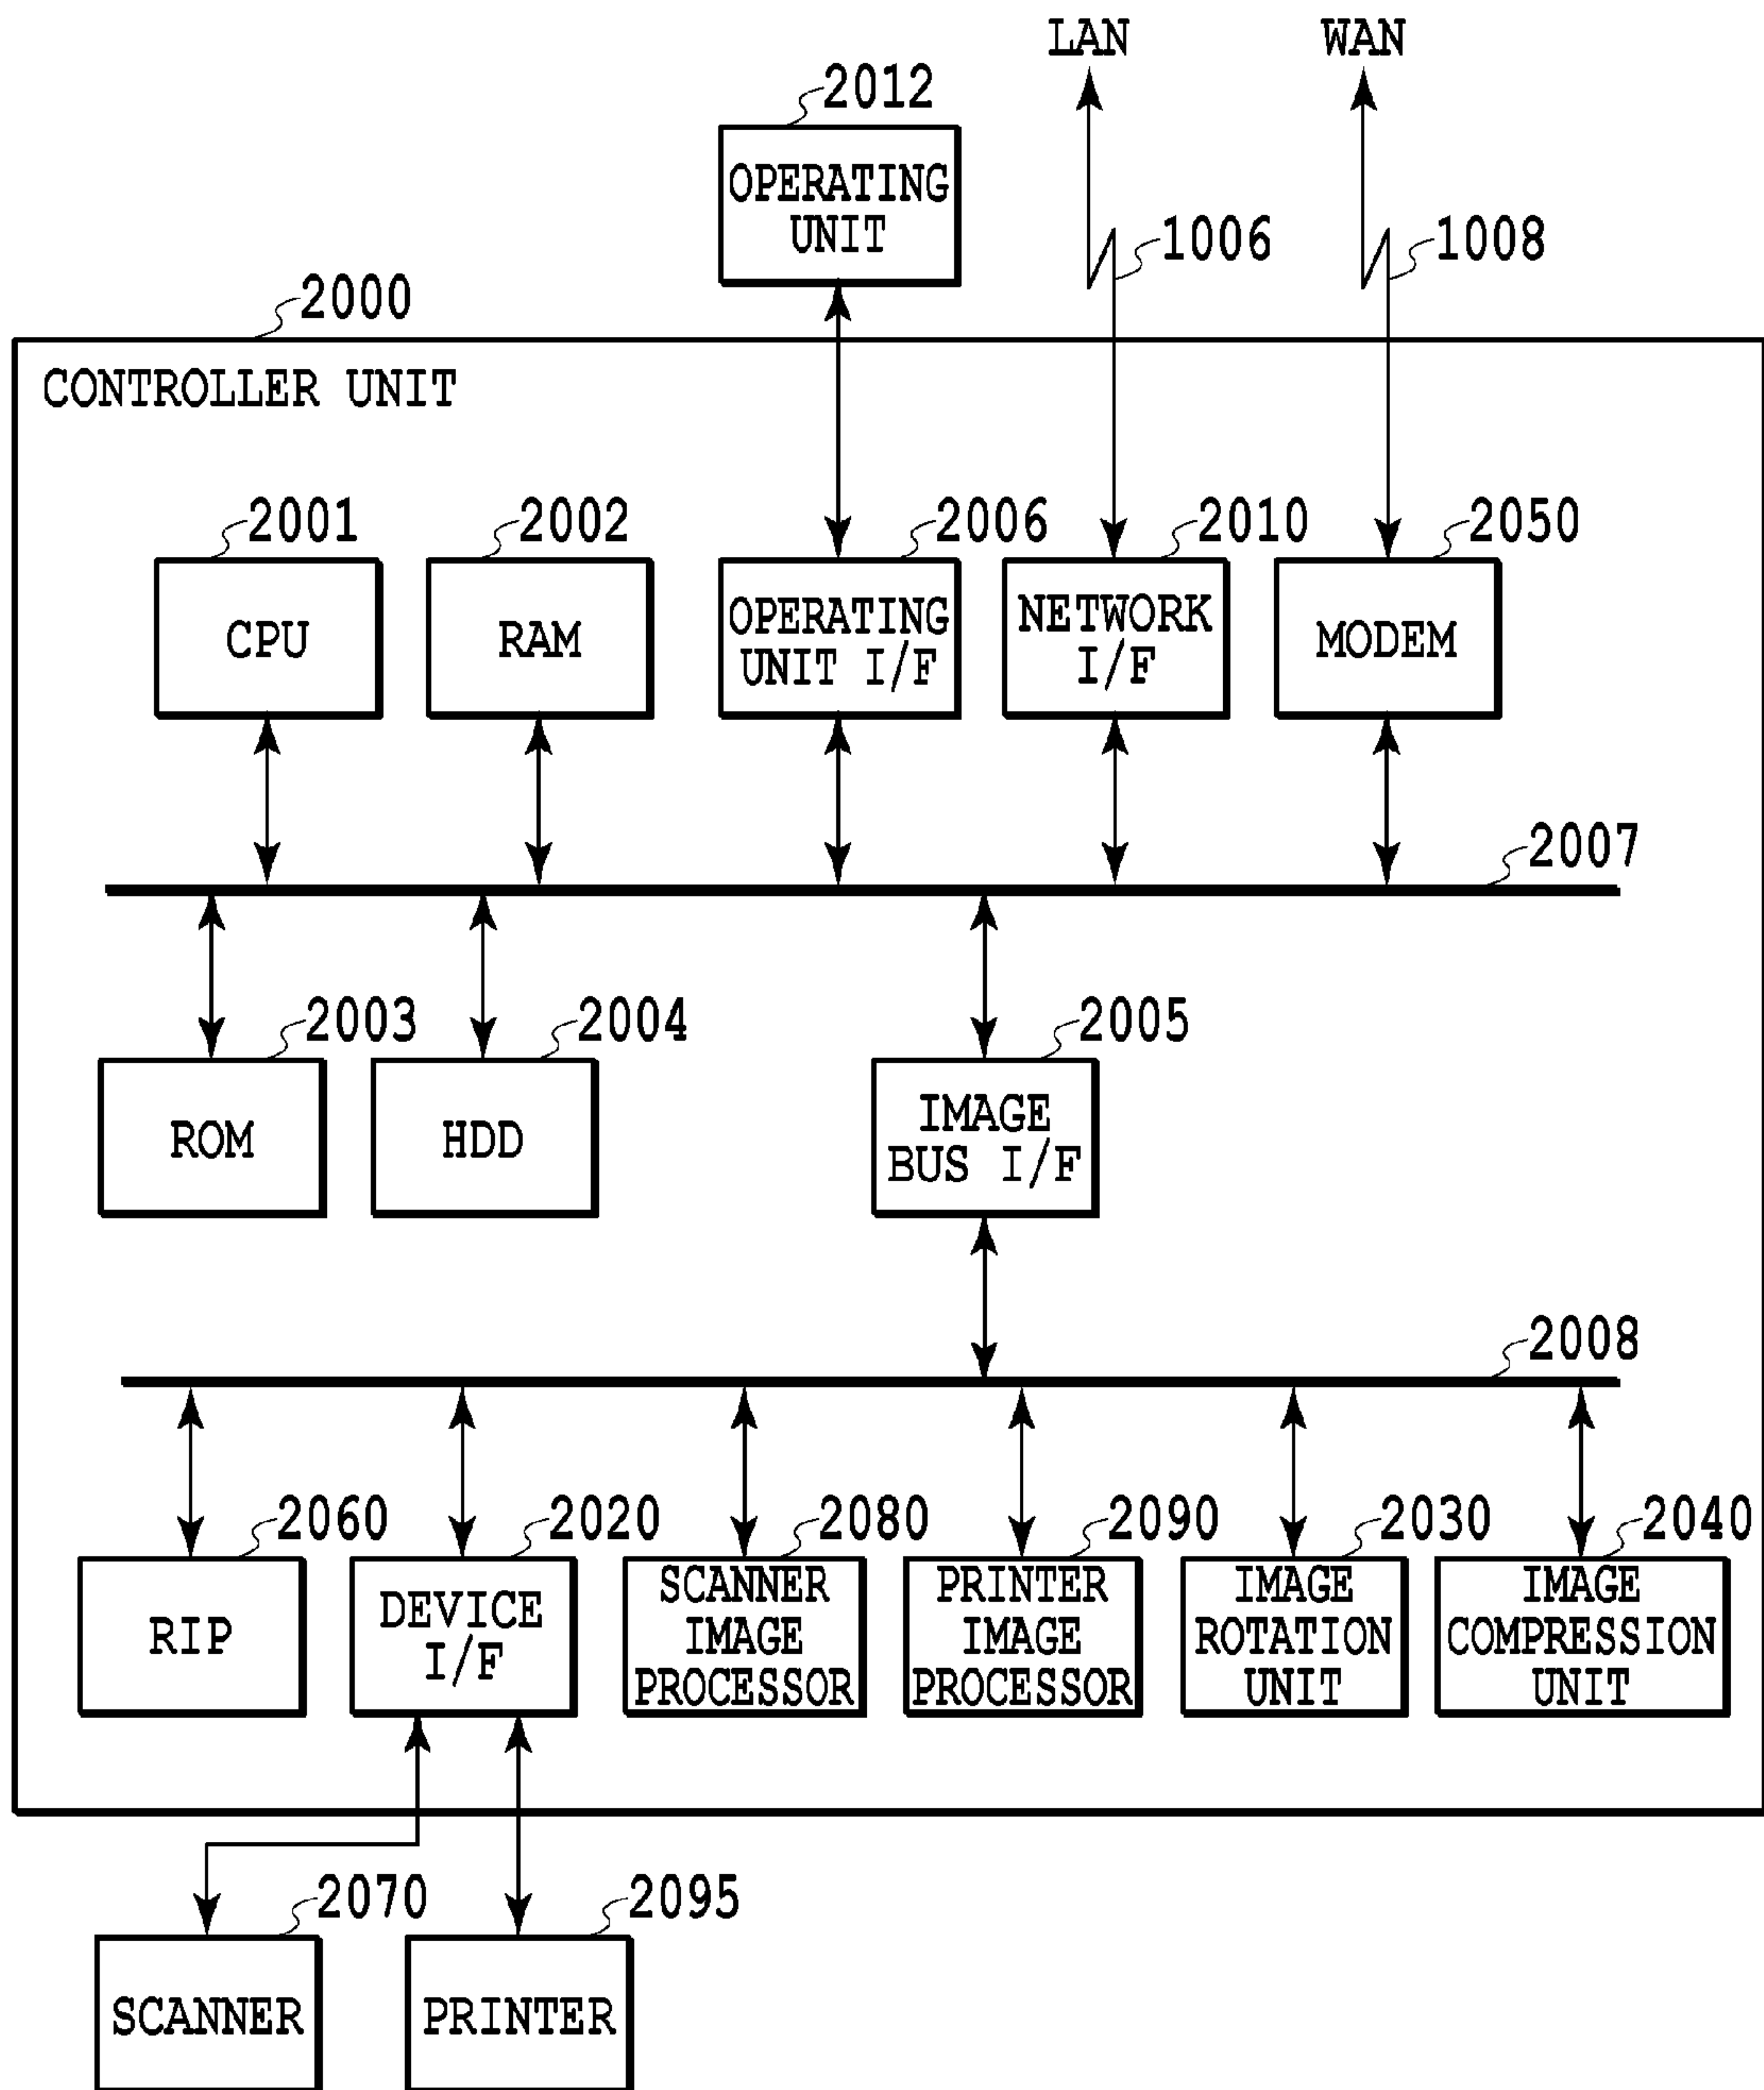 LAN
WAN
2012
OPERATING
UNIT
1006
1008
2000
CONTROLLER UNIT
2001
2002
2006
2010
2050
CPU
RAM
OPERATING
UNIT I/F
NETWORK
I/F
MODEM
2007
2003
2004
2005
ROM
HDD
IMAGE
BUS I/F
2008
2060
2020
2080
2090
2030
2040
RIP
DEVICE
I/F
SCANNER
IMAGE
PROCESSOR
PRINTER
IMAGE
PROCESSOR
IMAGE
ROTATION
UNIT
IMAGE
COMPRESSION
UNIT
2070
2095
SCANNER
PRINTER